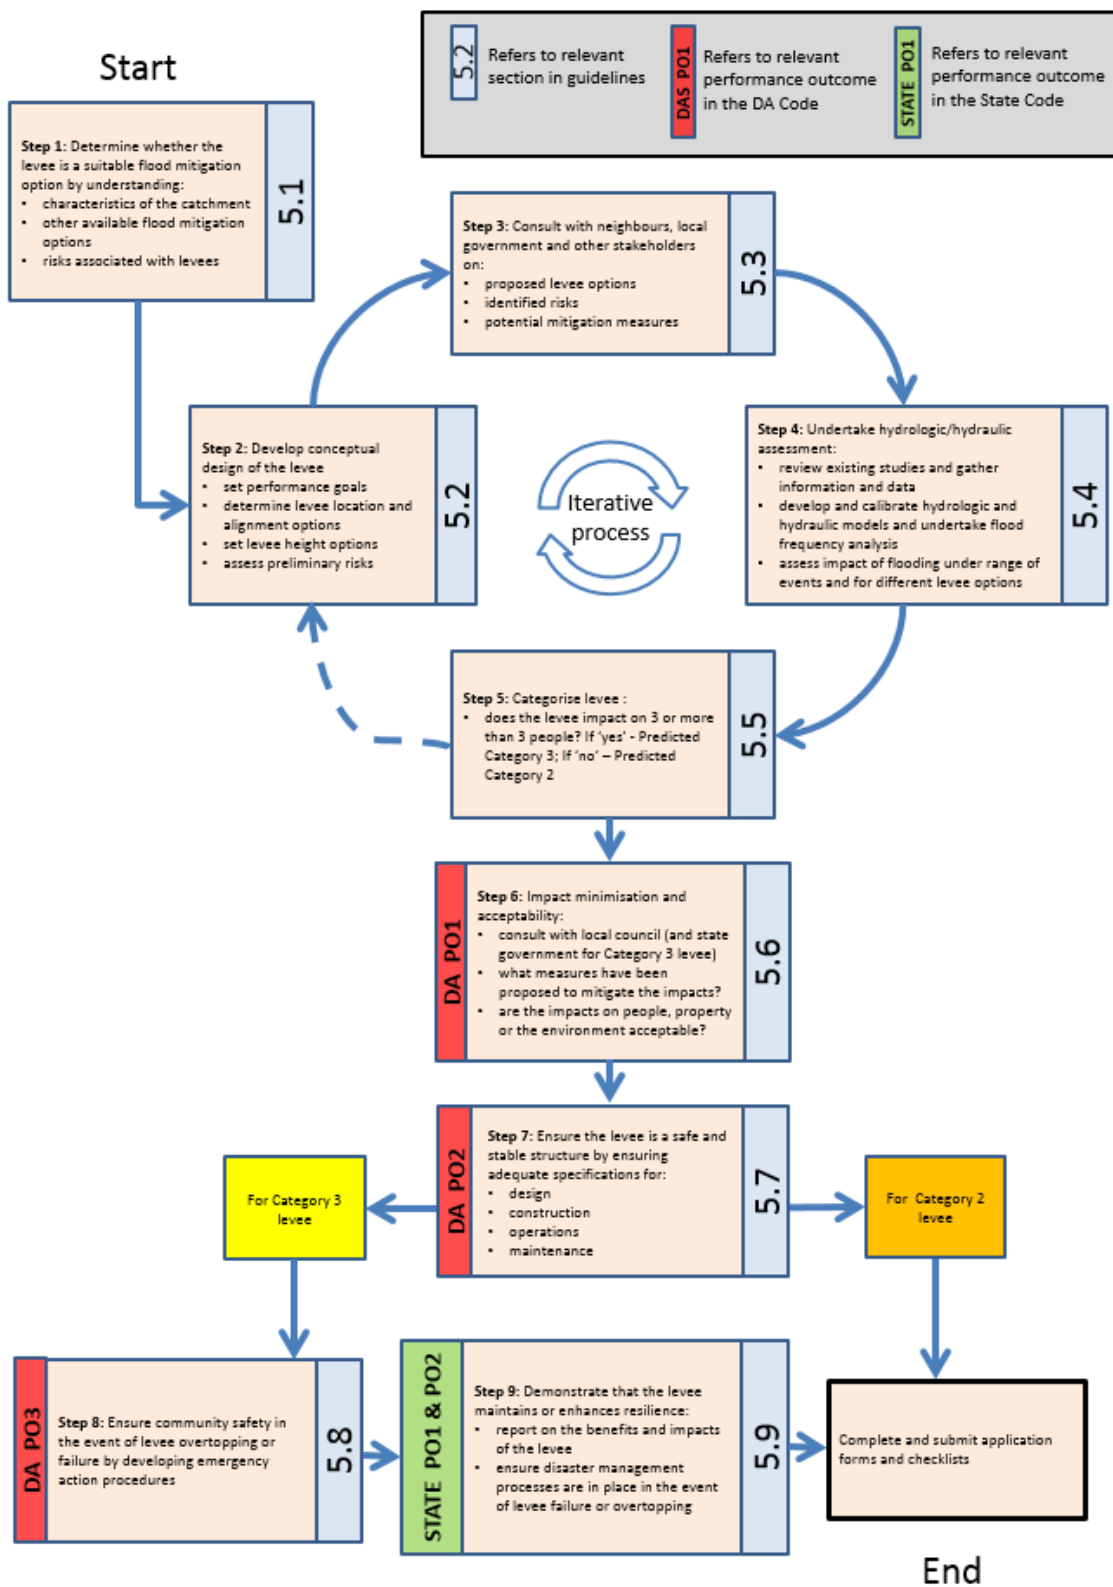 Start
5.2
Refers to relevant
section in guidelines
DAS PO1
Refers to relevant
performance outcome
in the DA Code
STATE PO1
Refers to relevant
performance outcome
in the State Code
Step 1: Determine whether the
levee is a suitable flood mitigation
option by understanding:
▪ characteristics of the catchment
▪ other available flood mitigation
options
▪ risks associated with levees
5.1
Step 3: Consult with neighbours, local
government and other stakeholders
on:
▪ proposed levee options
▪ identified risks
▪ potential mitigation measures
5.3
Step 2: Develop conceptual
design of the levee
▪ set performance goals
▪ determine levee location and
alignment options
▪ set levee height options
▪ assess preliminary risks
5.2
Iterative
process
Step 4: Undertake hydrologic/hydraulic
assessment:
▪ review existing studies and gather
information and data
▪ develop and calibrate hydrologic and
hydraulic models and undertake flood
frequency analysis
▪ assess impact of flooding under range of
events and for different levee options
5.4
Step 5: Categorise levee :
▪ does the levee impact on 3 or more
than 3 people? If 'yes' - Predicted
Category 3; If 'no' – Predicted
Category 2
5.5
DA PO1
Step 6: Impact minimisation and
acceptability:
▪ consult with local council (and state
government for Category 3 levee)
▪ what measures have been
proposed to mitigate the impacts?
▪ are the impacts on people, property
or the environment acceptable?
5.6
DA PO2
Step 7: Ensure the levee is a safe and
stable structure by ensuring
adequate specifications for:
▪ design
▪ construction
▪ operations
▪ maintenance
5.7
For Category 3
levee
For Category 2
levee
DA PO3
Step 8: Ensure community safety in
the event of levee overtopping or
failure by developing emergency
action procedures
5.8
STATE PO1 & PO2
Step 9: Demonstrate that the levee
maintains or enhances resilience:
▪ report on the benefits and impacts
of the levee
▪ ensure disaster management
processes are in place in the event
of levee failure or overtopping
5.9
Complete and submit application
forms and checklists
End